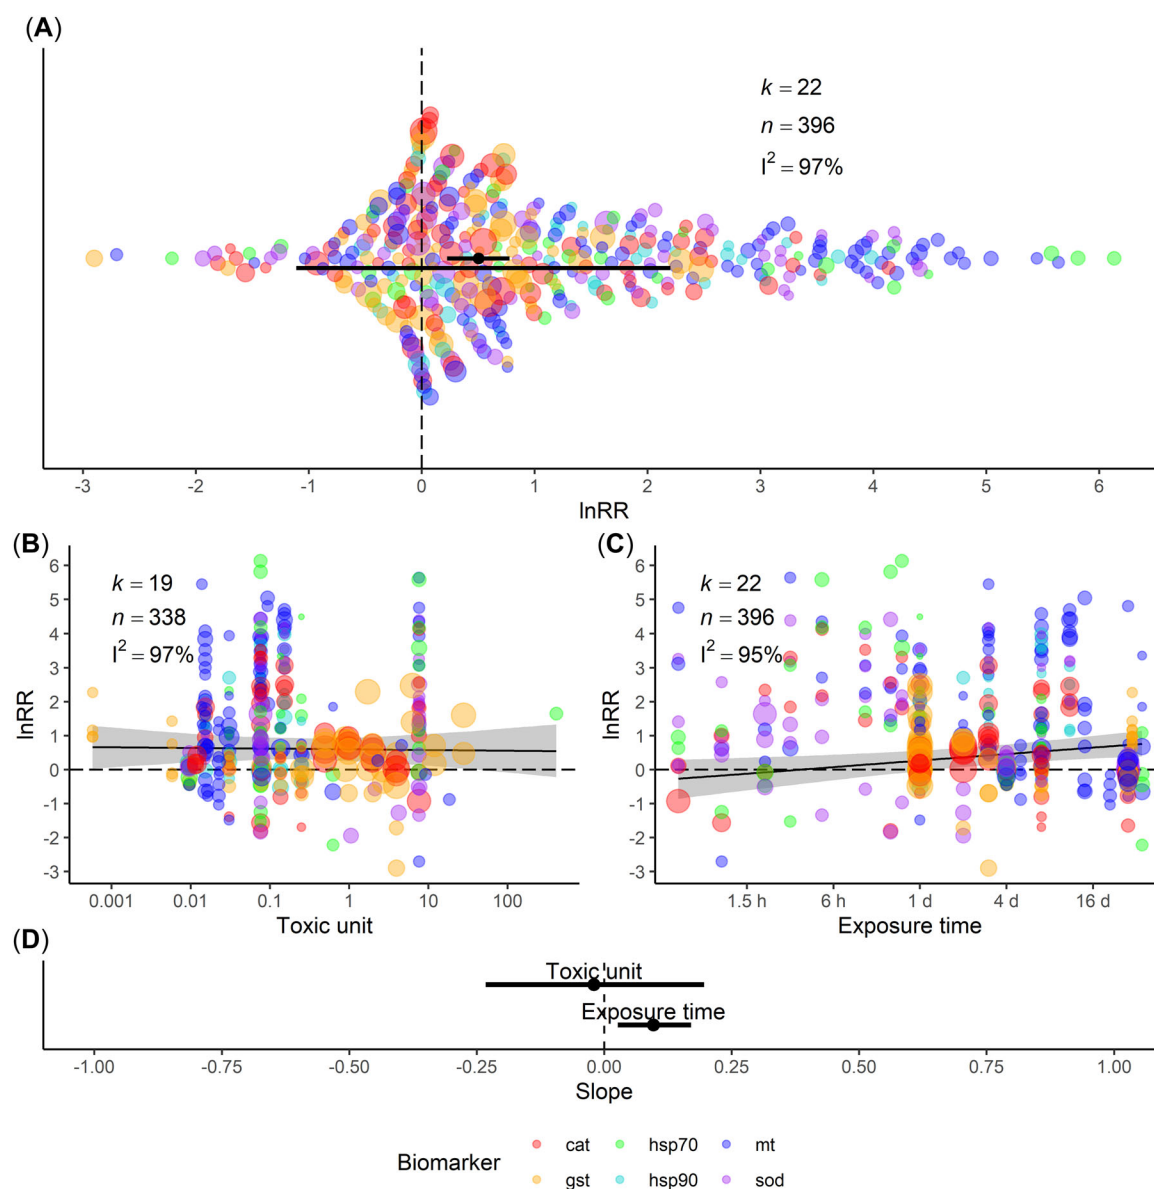 (A)
k = 22
n = 396
I² = 97%
-3 -2 -1 0 1 2 3 4 5 6
lnRR
(B)
k = 19
n = 338
I² = 97%
6
5
4
3
2
1
0
-1
-2
-3
lnRR
0.001 0.01 0.1 1 10 100
Toxic unit
(C)
k = 22
n = 396
I² = 95%
6
5
4
3
2
1
0
-1
-2
-3
lnRR
1.5 h 6 h 1 d 4 d 16 d
Exposure time
(D)
Toxic unit
Exposure time
-1.00 -0.75 -0.50 -0.25 0.00 0.25 0.50 0.75 1.00
Slope
Biomarker
cat hsp70 mt
gst hsp90 sod